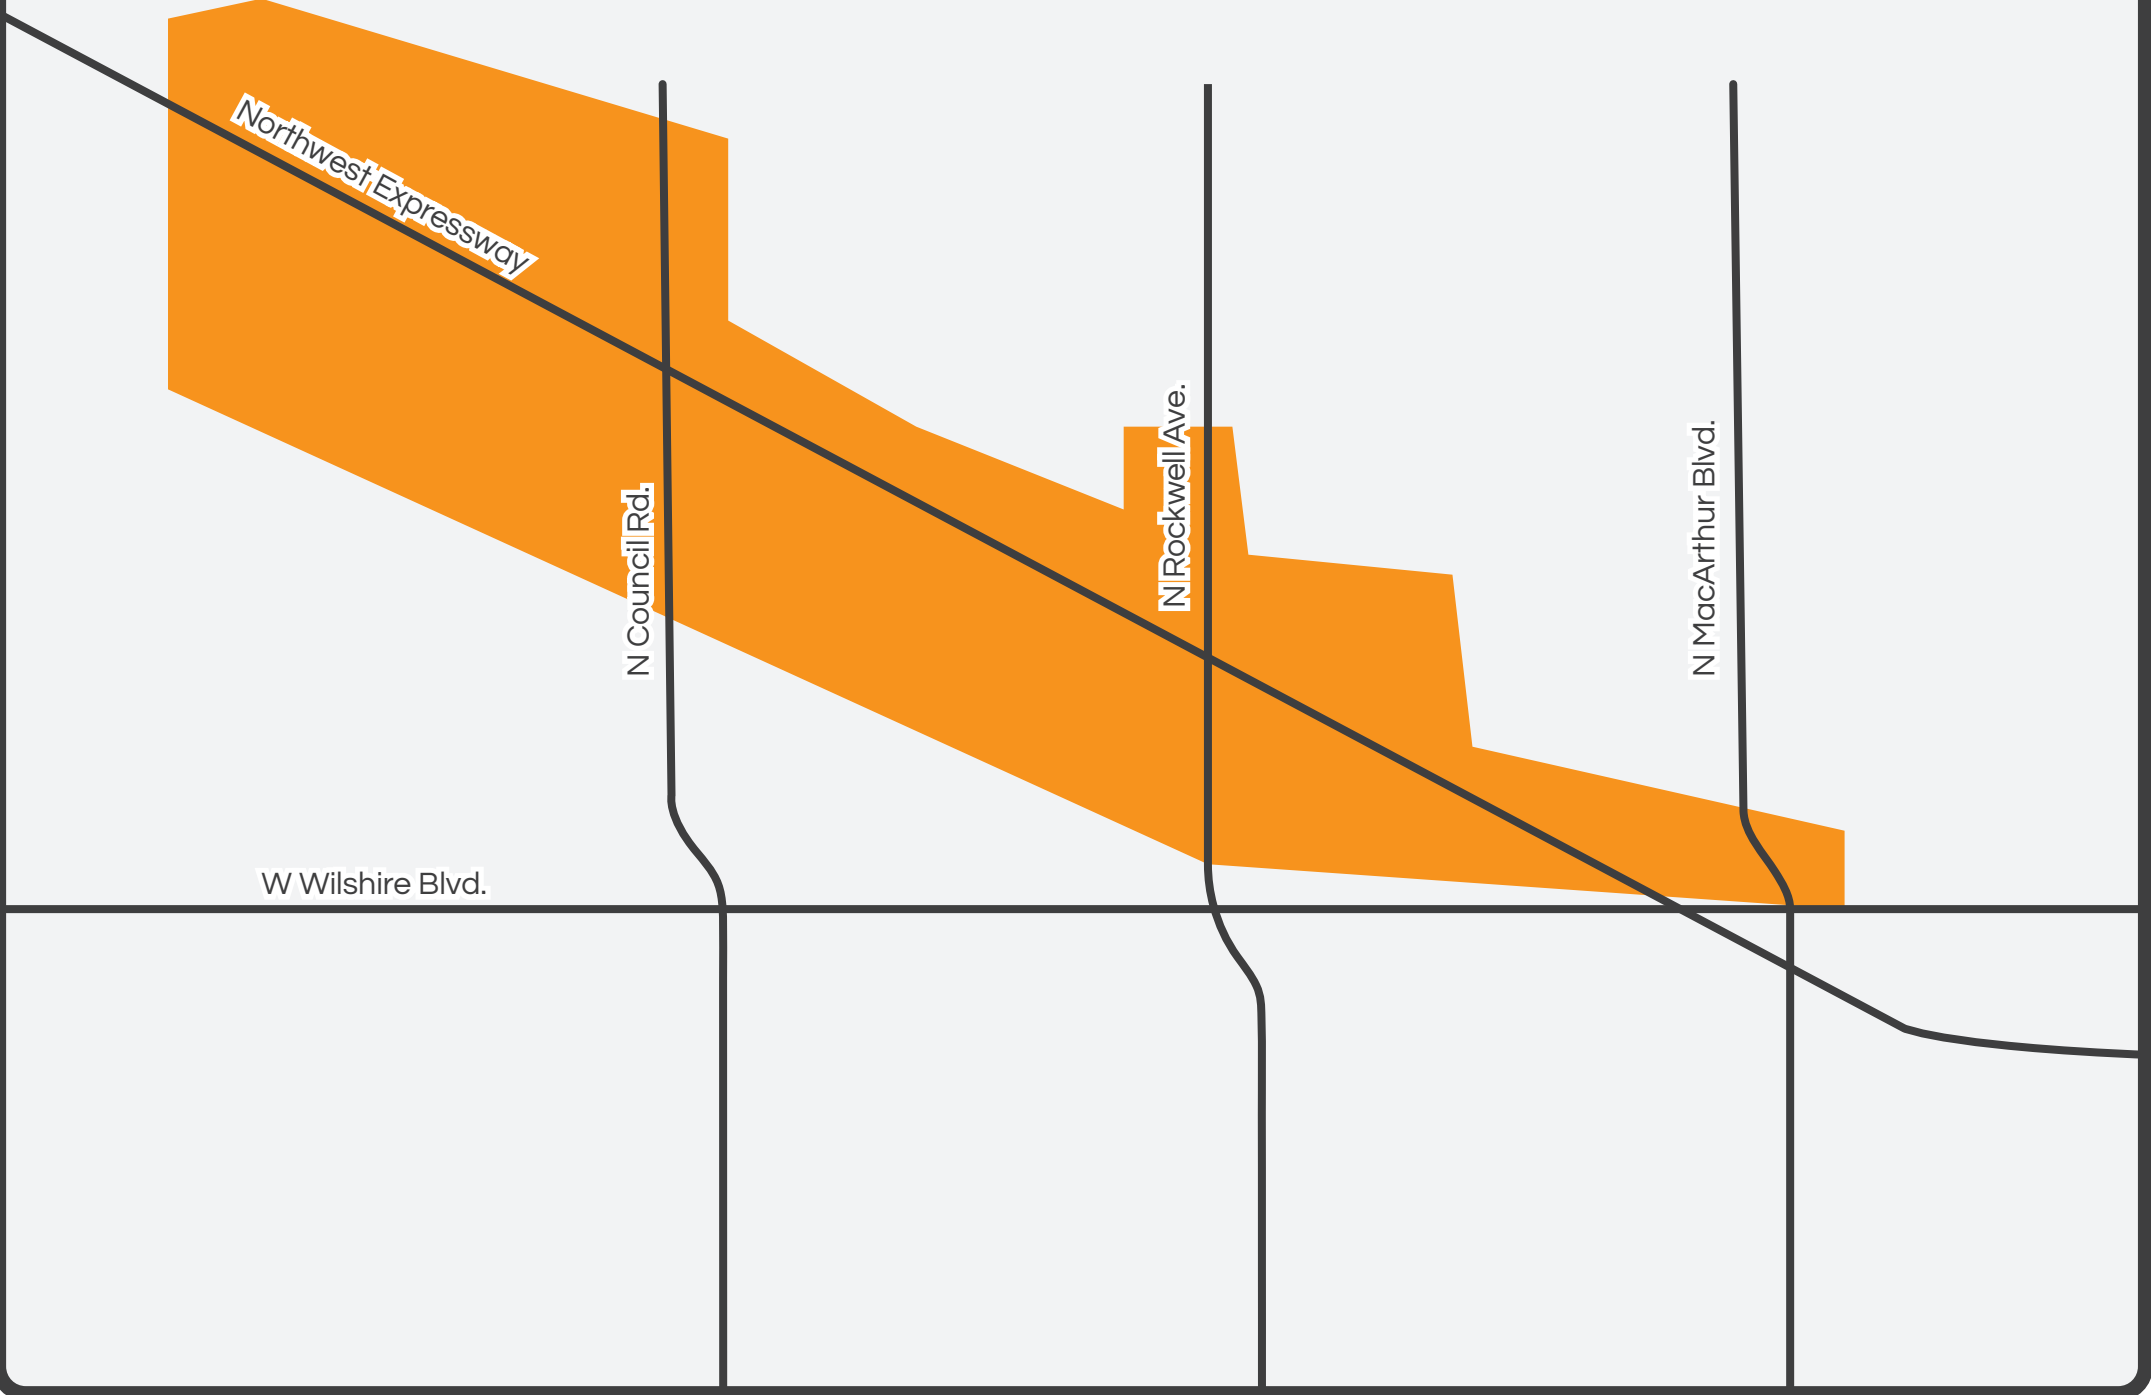 Northwest Expressway
N Council Rd.
N Rockwell Ave.
N MacArthur Blvd.
W Wilshire Blvd.